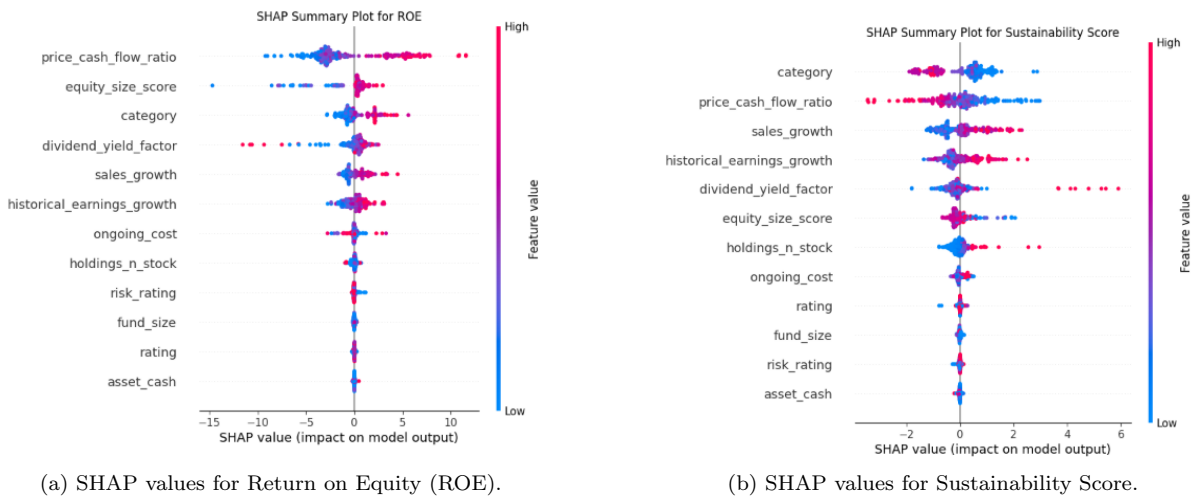 SHAP Summary Plot for ROE
High
price_cash_flow_ratio
equity_size_score
category
dividend_yield_factor
sales_growth
historical_earnings_growth
ongoing_cost
holdings_n_stock
risk_rating
fund_size
rating
asset_cash
Feature value
Low
−15 −10 −5 0 5 10
SHAP value (impact on model output)
(a) SHAP values for Return on Equity (ROE).
SHAP Summary Plot for Sustainability Score
High
category
price_cash_flow_ratio
sales_growth
historical_earnings_growth
dividend_yield_factor
equity_size_score
holdings_n_stock
ongoing_cost
rating
fund_size
risk_rating
asset_cash
Feature value
Low
−2 0 2 4 6
SHAP value (impact on model output)
(b) SHAP values for Sustainability Score.